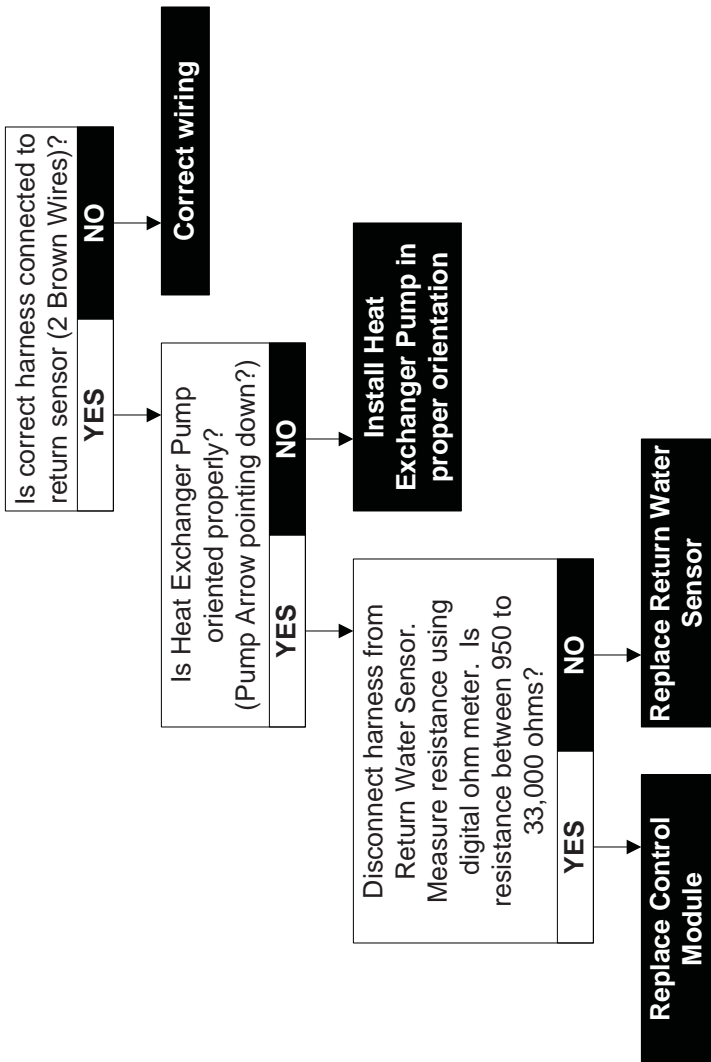 Is correct harness connected to
return sensor (2 Brown Wires)?
YES
NO
Correct wiring
Is Heat Exchanger Pump
oriented properly?
(Pump Arrow pointing down?)
YES
NO
Install Heat
Exchanger Pump in
proper orientation
Disconnect harness from
Return Water Sensor.
Measure resistance using
digital ohm meter.  Is
resistance between 950 to
33,000 ohms?
YES
NO
Replace Control
Module
Replace Return Water
Sensor